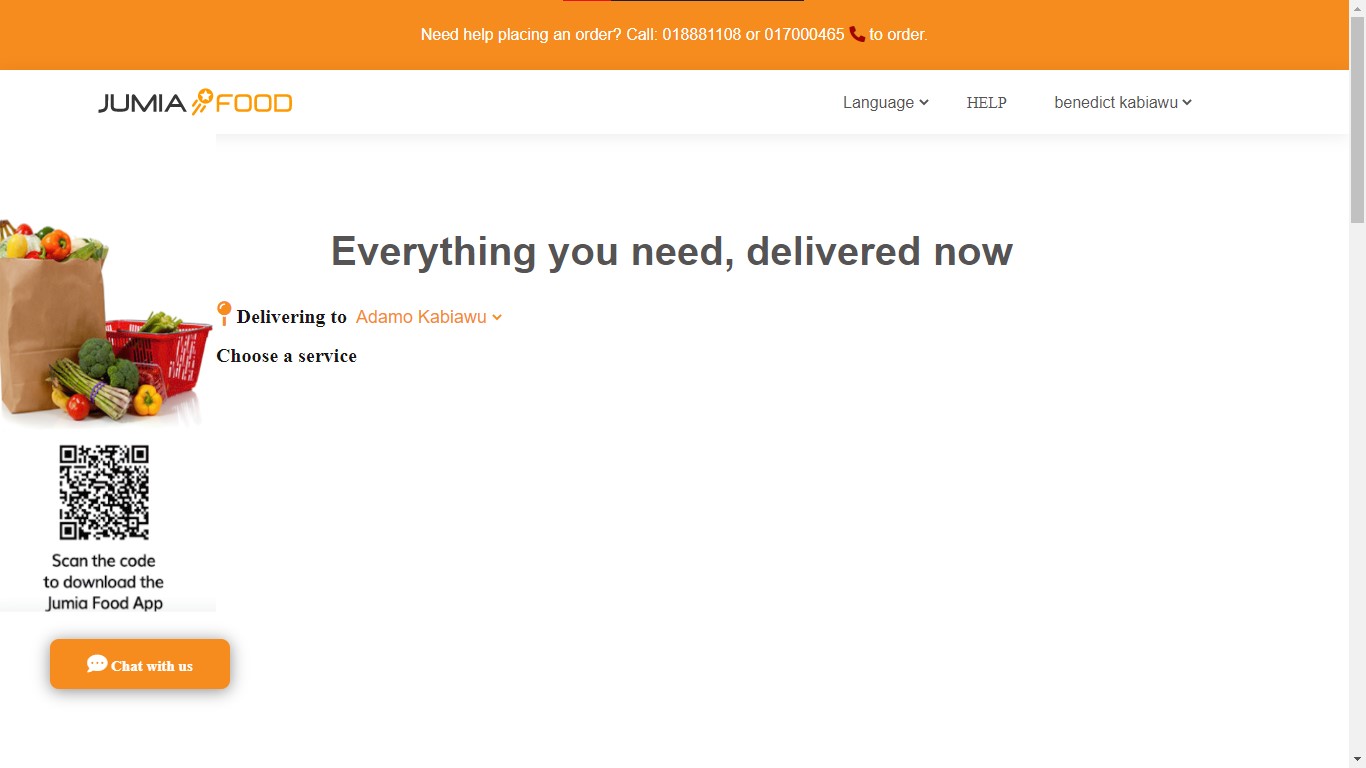 Need help placing an order? Call: 018881108 or 017000465 to order.
JUMIA FOOD
Language
HELP
benedict kabiawu
Everything you need, delivered now
Delivering to Adamo Kabiawu
Choose a service
Scan the code
to download the
Jumia Food App
Chat with us